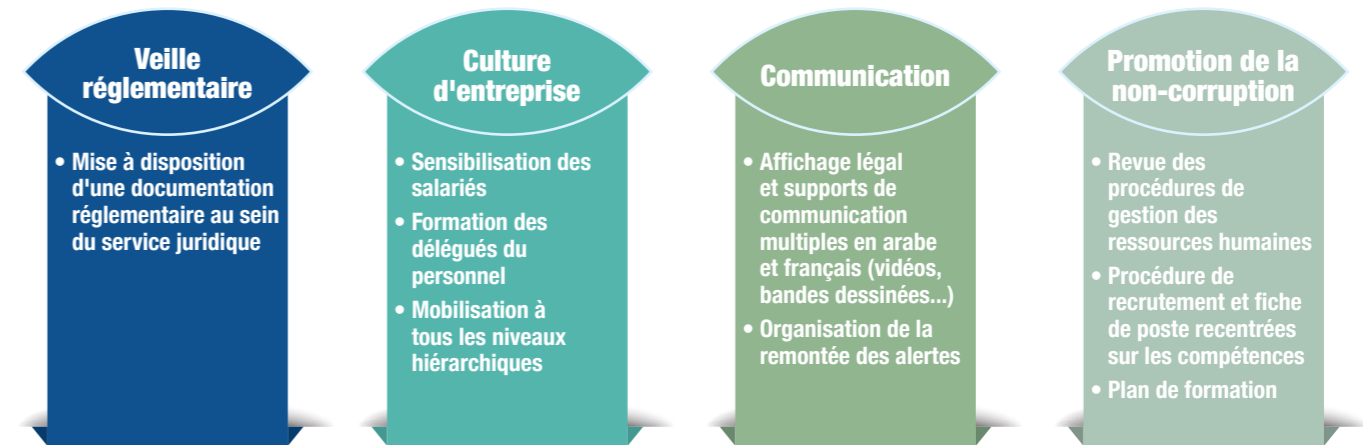 Veille
réglementaire
• Mise à disposition
d'une documentation
réglementaire au sein
du service juridique
Culture
d'entreprise
• Sensibilisation des
salariés
• Formation des
délégués du
personnel
• Mobilisation à
tous les niveaux
hiérarchiques
Communication
• Affichage légal
et supports de
communication
multiples en arabe
et français (vidéos,
bandes dessinées...)
• Organisation de la
remontée des alertes
Promotion de la
non-corruption
• Revue des
procédures de
gestion des
ressources humaines
• Procédure de
recrutement et fiche
de poste recentrées
sur les compétences
• Plan de formation